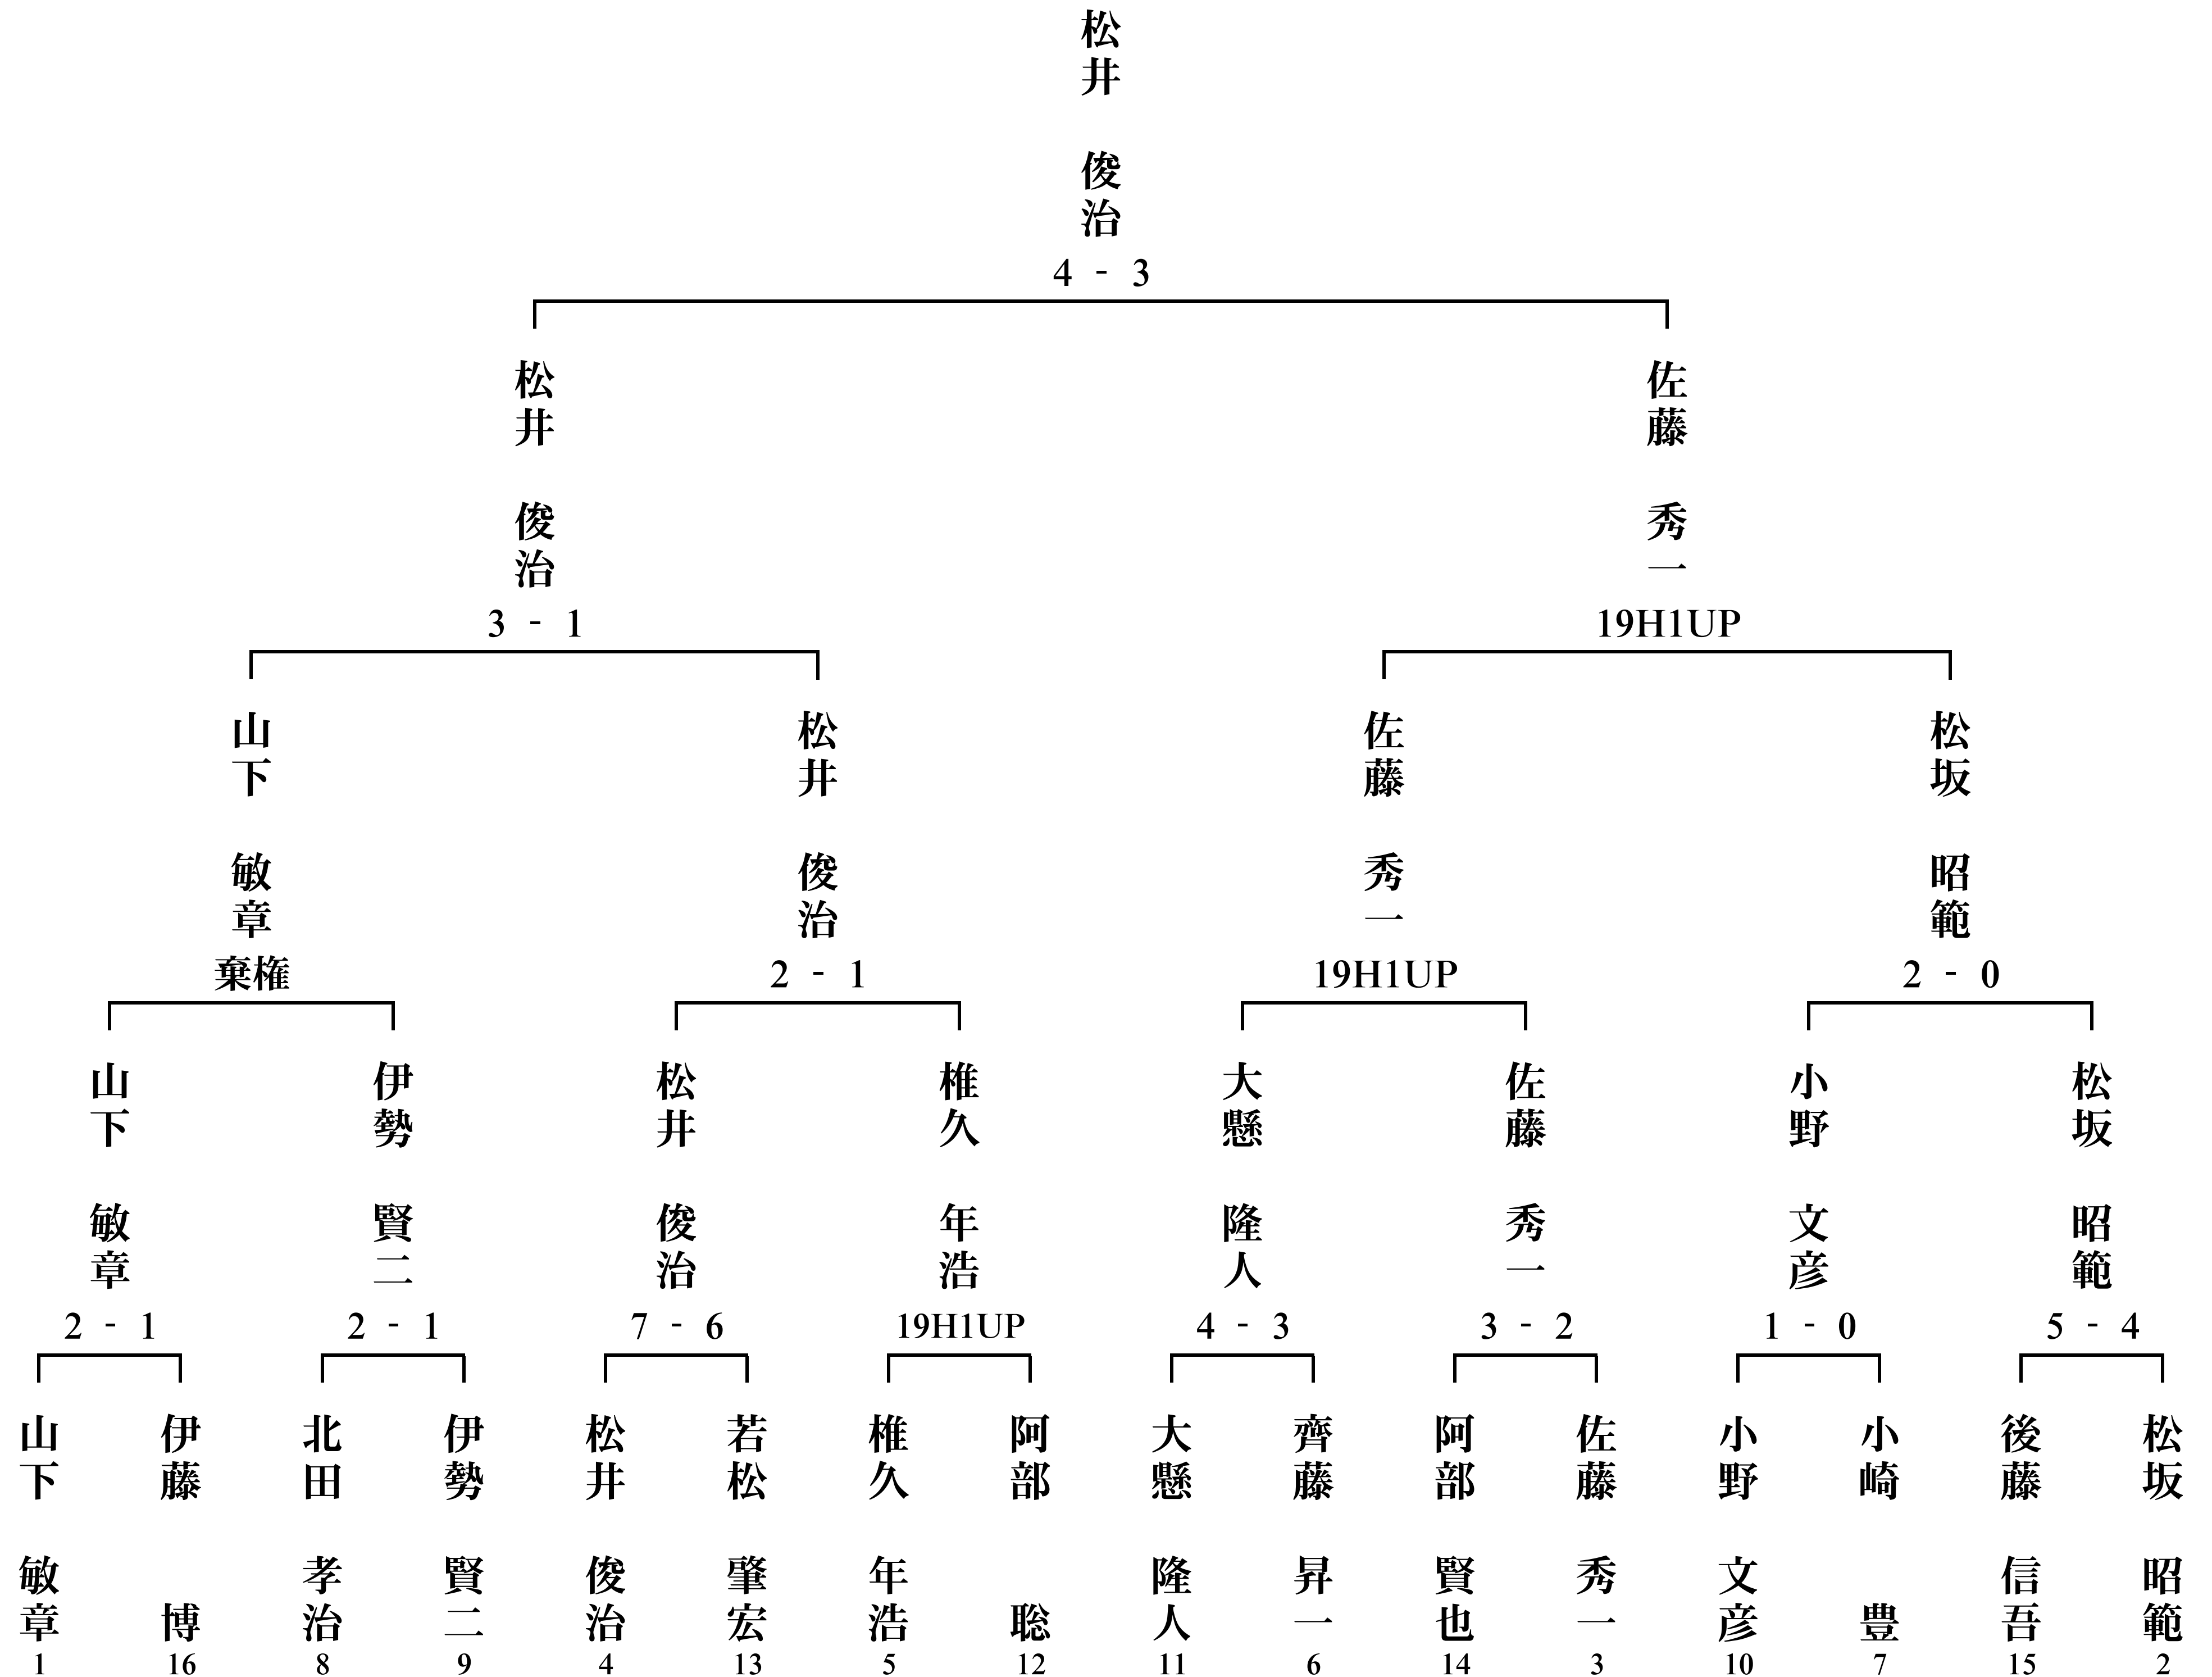 松井 俊治
4 - 3
松井 俊治
佐藤 秀一
3 - 1
19H1UP
山下 敏章
松井 俊治
佐藤 秀一
松坂 昭範
棄権
2 - 1
19H1UP
2 - 0
山下 敏章
伊勢 賢二
松井 俊治
椎久 年浩
大懸 隆人
佐藤 秀一
小野 文彦
松坂 昭範
2 - 1
2 - 1
7 - 6
19H1UP
4 - 3
3 - 2
1 - 0
5 - 4
山下 敏章
伊藤 博
北田 孝治
伊勢 賢二
松井 俊治
若松 肇宏
椎久 年浩
阿部 聡
大懸 隆人
齊藤 昇一
阿部 賢也
佐藤 秀一
小野 文彦
小崎 豊
後藤 信吾
松坂 昭範
1
16
8
9
4
13
5
12
11
6
14
3
10
7
15
2